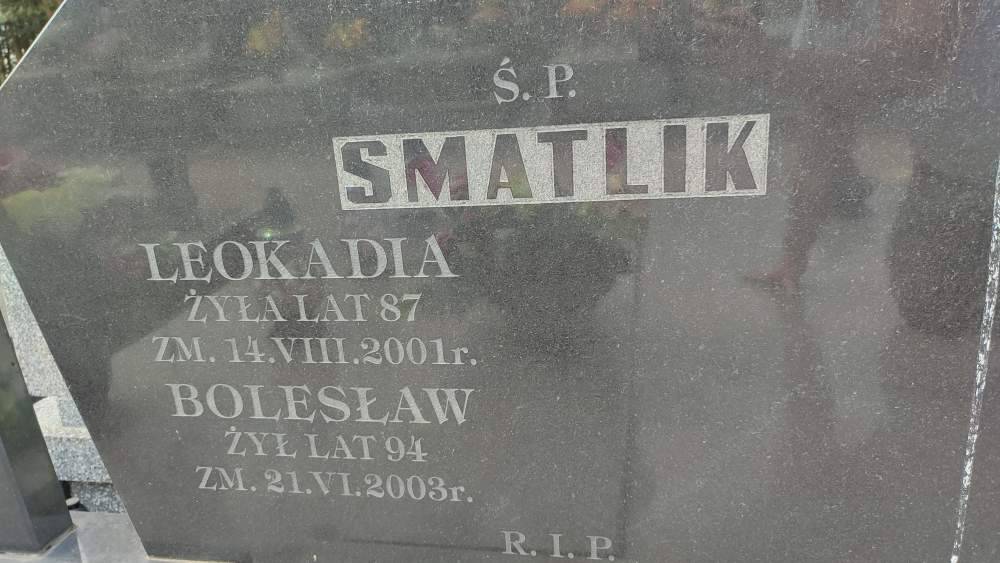 Ś. P.
SMATLIK
LEOKADIA
ŻYŁA LAT 87
ZM. 14.VIII.2001r.
BOLESŁAW
ŻYŁ LAT 94
ZM. 21.VI.2003r.
R. I. P.